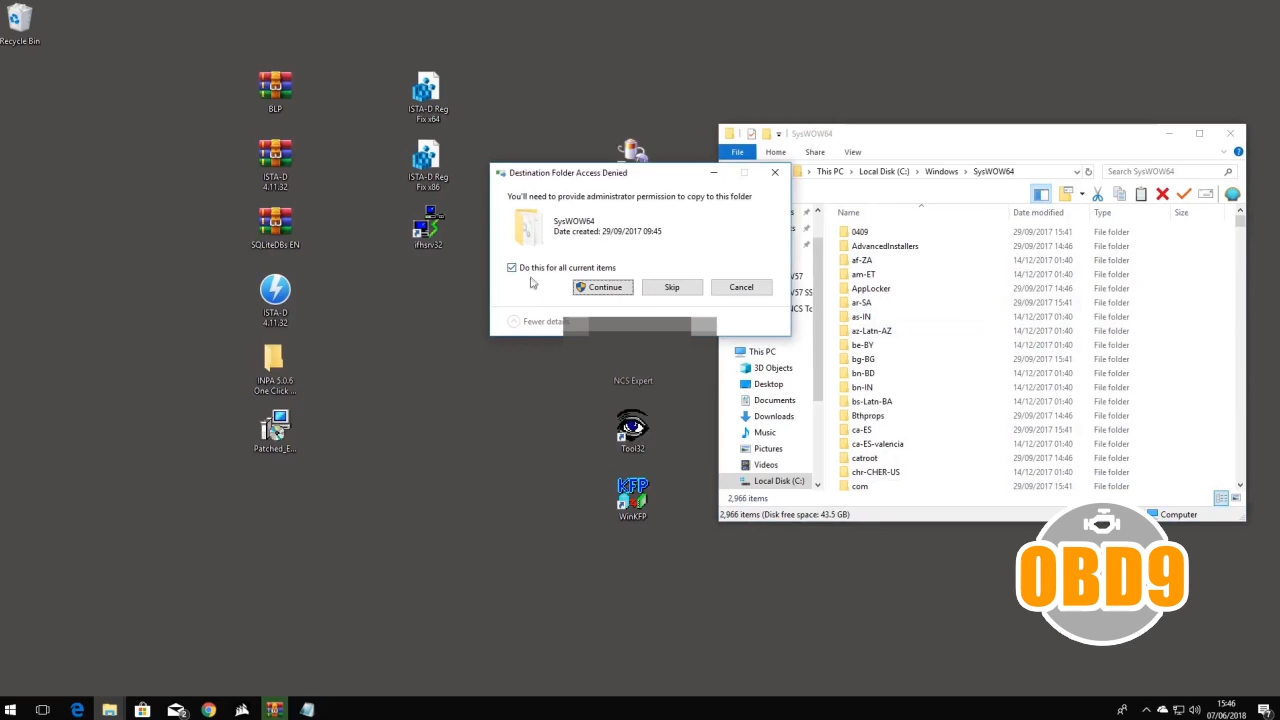 Recycle Bin
BLP
ISTA-D
4.11.32
SQLiteDBs EN
ISTA-D
4.11.32
INPA 5.0.6
One Click ...
Patched_E...
ISTA-D Reg
Fix x64
ISTA-D Reg
Fix x86
ifhsrv32
NCS Expert
Tool32
KFP
WinKFP
Destination Folder Access Denied
You'll need to provide administrator permission to copy to this folder
SysWOW64
Date created: 29/09/2017 09:45
Do this for all current items
Continue
Skip
Cancel
Fewer details
SysWOW64
File
Home
Share
View
This PC
Local Disk (C:)
Windows
SysWOW64
Search SysWOW64
Name
Date modified
Type
Size
0409 29/09/2017 15:41 File folder
AdvancedInstallers 29/09/2017 14:46 File folder
af-ZA 14/12/2017 01:40 File folder
am-ET 14/12/2017 01:40 File folder
AppLocker 29/09/2017 14:46 File folder
ar-SA 29/09/2017 15:41 File folder
as-IN 14/12/2017 01:40 File folder
az-Latn-AZ 14/12/2017 01:40 File folder
be-BY 14/12/2017 01:40 File folder
bg-BG 29/09/2017 15:41 File folder
bn-BD 14/12/2017 01:40 File folder
bn-IN 14/12/2017 01:40 File folder
bs-Latn-BA 14/12/2017 01:40 File folder
Bthprops 29/09/2017 14:46 File folder
ca-ES 29/09/2017 15:41 File folder
ca-ES-valencia 14/12/2017 01:40 File folder
catroot 29/09/2017 14:46 File folder
chr-CHER-US 14/12/2017 01:40 File folder
com 29/09/2017 15:41 File folder
This PC
3D Objects
Desktop
Documents
Downloads
Music
Pictures
Videos
Local Disk (C:)
2,966 items
2,966 items (Disk free space: 43.5 GB)
Computer
OBD9
15:46
07/06/2018